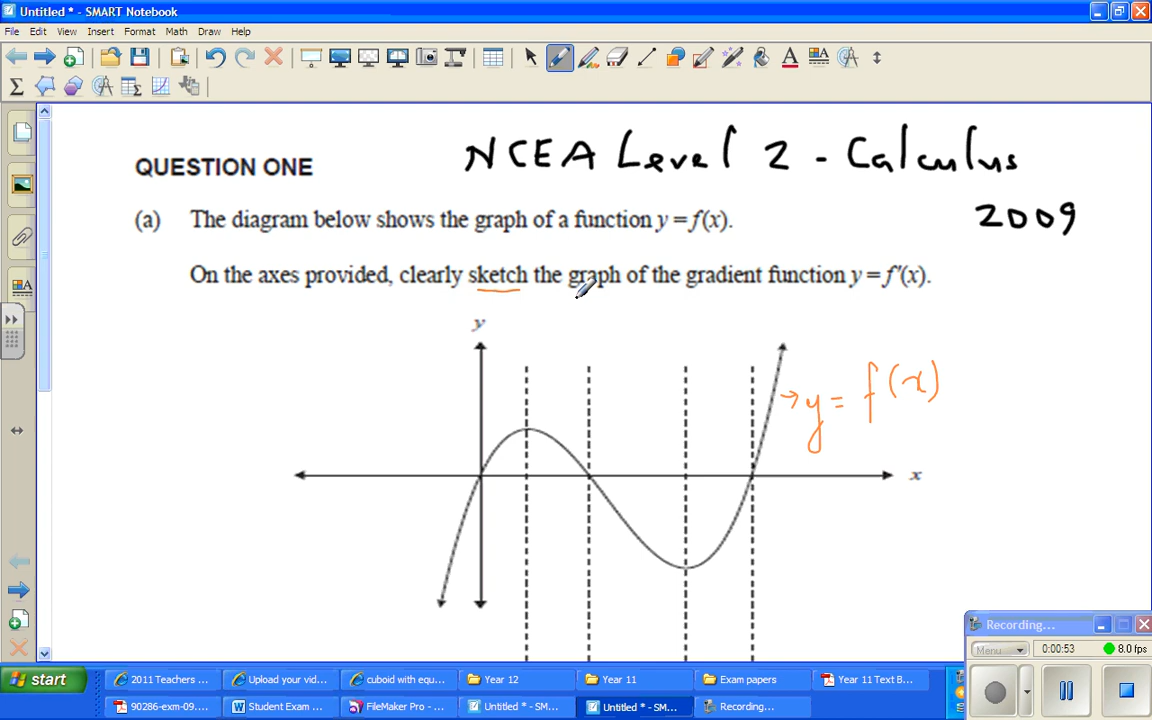 Untitled * - SMART Notebook
File Edit View Insert Format Math Draw Help
NCEA Level 2 - Calculus
2009
QUESTION ONE
(a) The diagram below shows the graph of a function y = f(x).
On the axes provided, clearly sketch the graph of the gradient function y = f'(x).
y
y = f(x)
x
Recording...
Menu
0:00:53
8.0 fps
start
2011 Teachers ...
Upload your vid...
cuboid with equ...
Year 12
Year 11
Exam papers
Year 11 Text B...
90286-exm-09....
Student Exam ...
FileMaker Pro - ...
Untitled * - SM...
Untitled * - SM...
Recording...